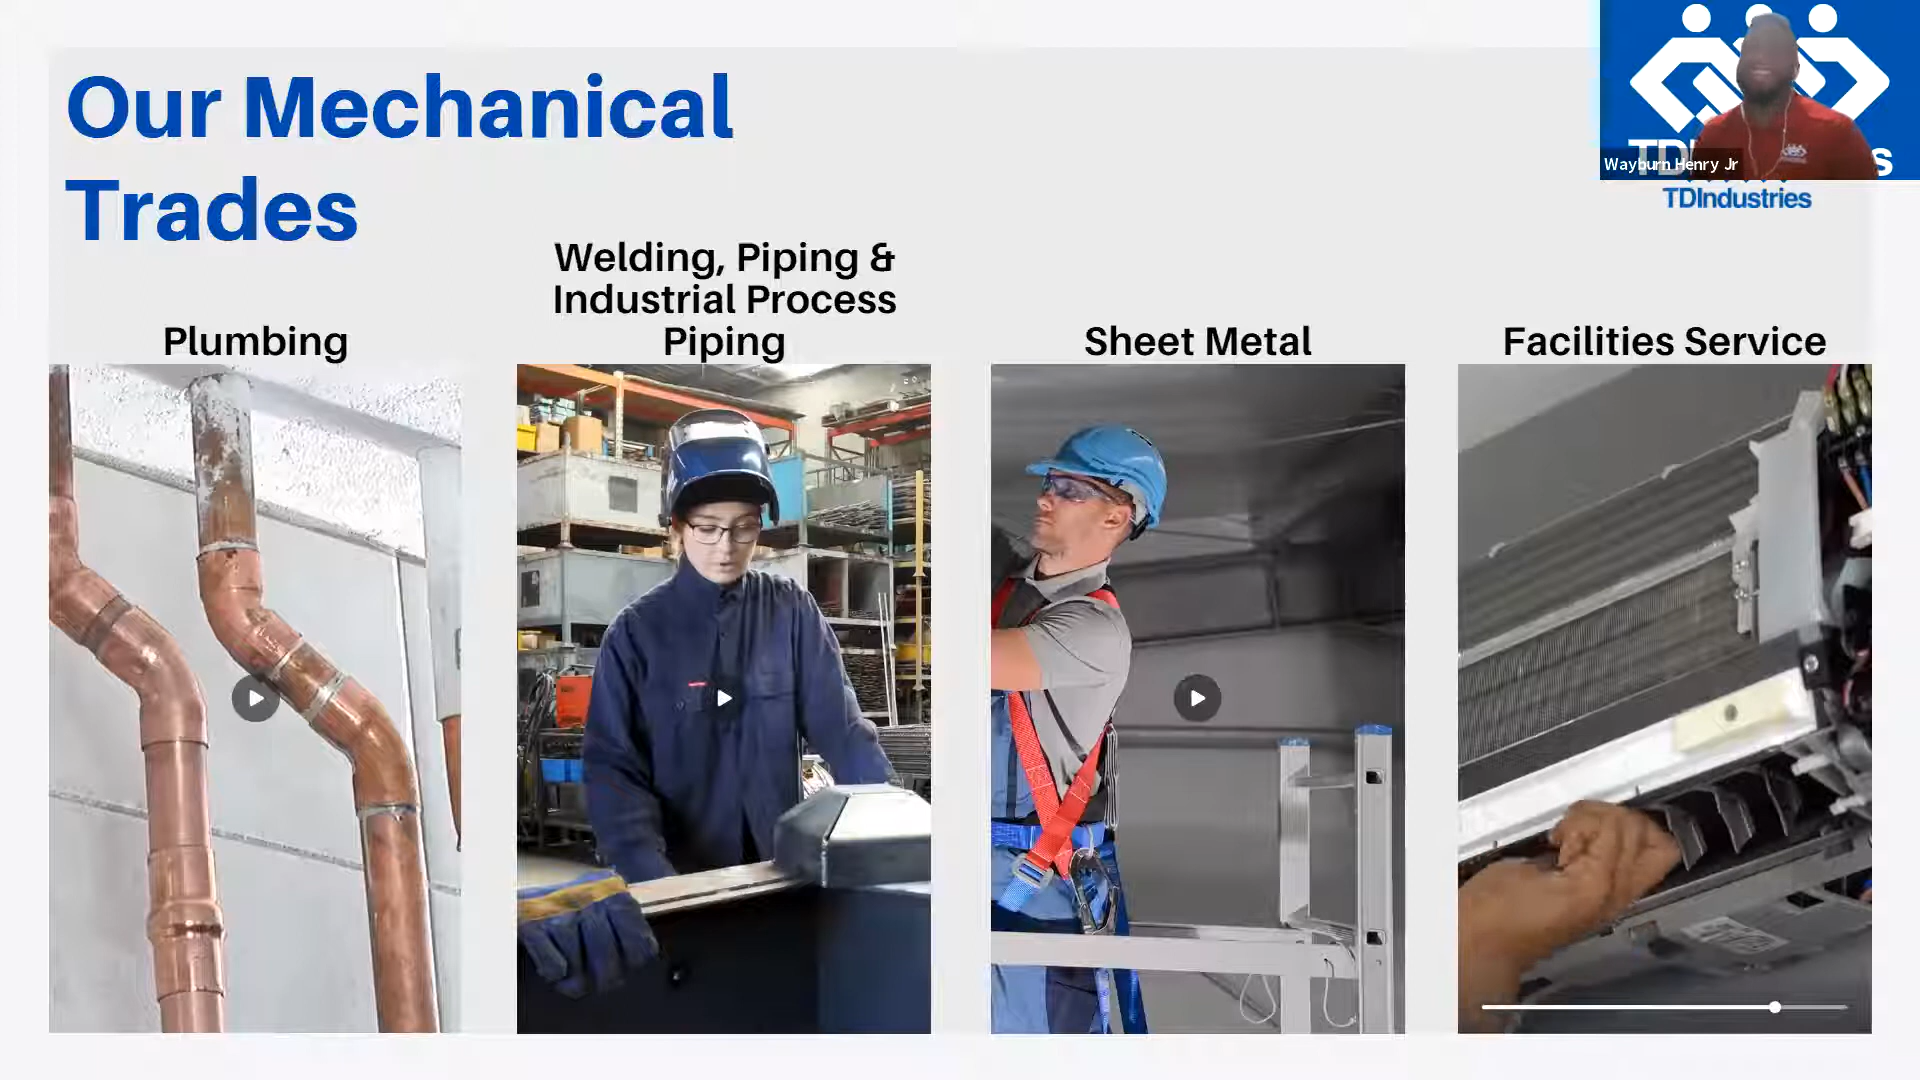 Our Mechanical
Trades
Wayburn Henry Jr
TDIndustries
Plumbing
Welding, Piping &
Industrial Process
Piping
Sheet Metal
Facilities Service